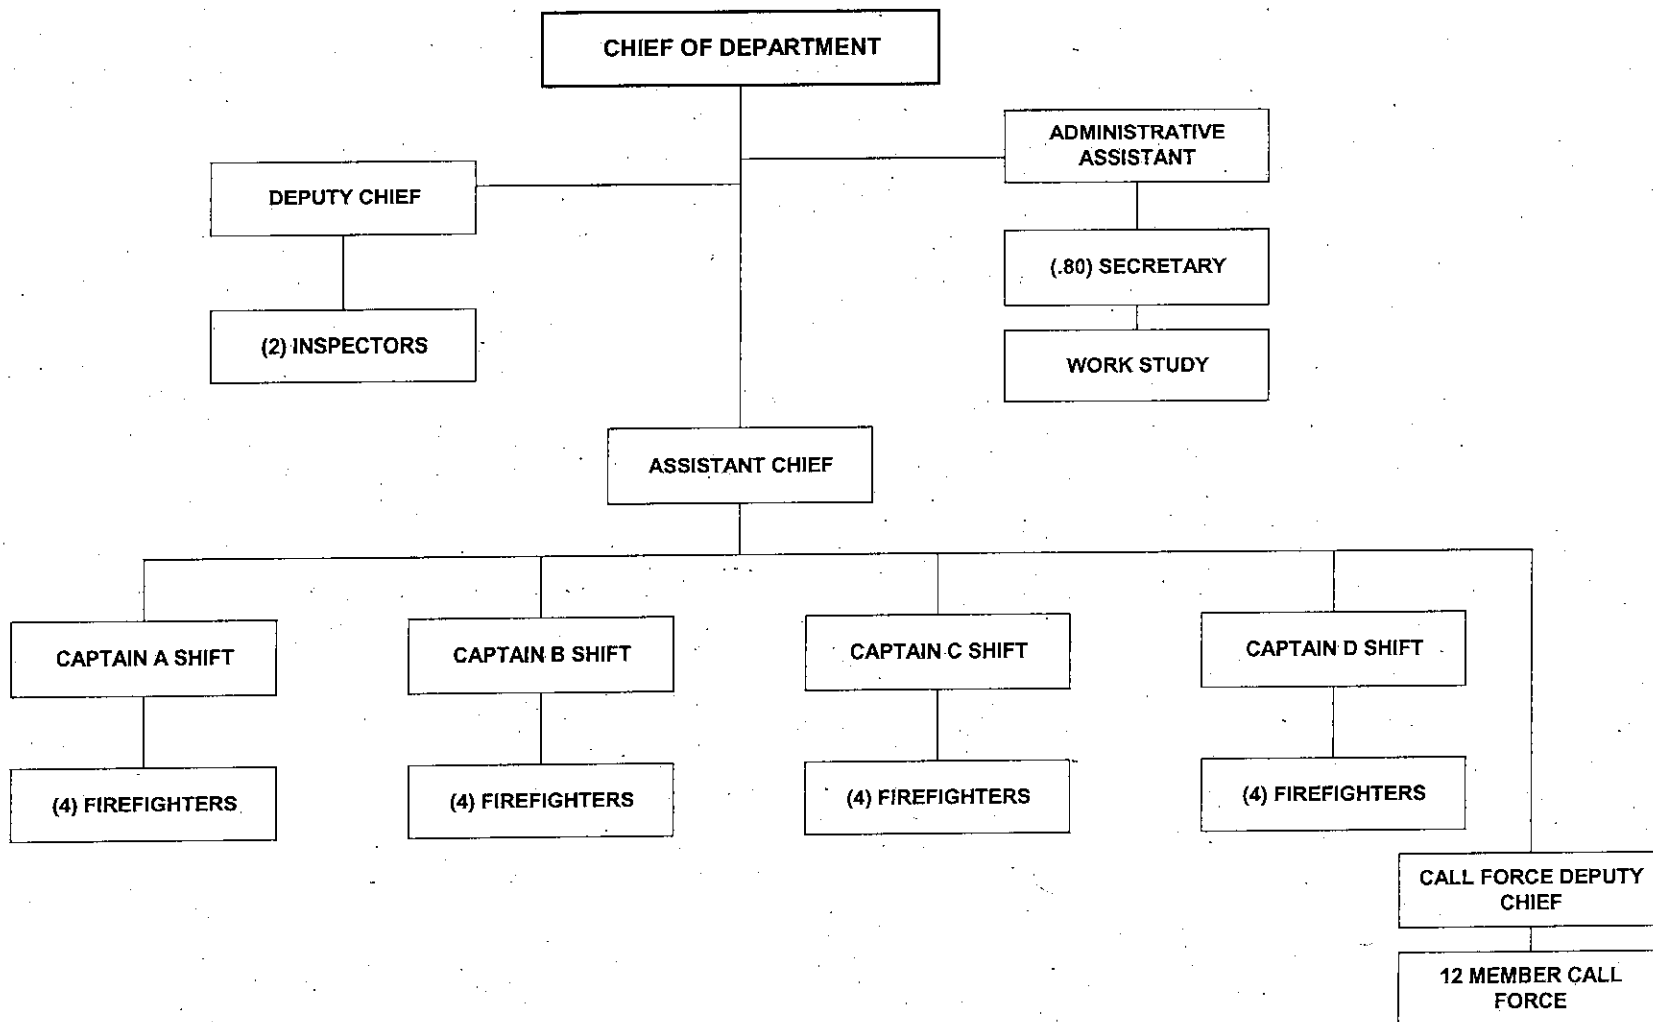 CHIEF OF DEPARTMENT
ADMINISTRATIVE
ASSISTANT
DEPUTY CHIEF
(.80) SECRETARY
(2) INSPECTORS
WORK STUDY
ASSISTANT CHIEF
CAPTAIN A SHIFT
CAPTAIN B SHIFT
CAPTAIN C SHIFT
CAPTAIN D SHIFT
(4) FIREFIGHTERS
(4) FIREFIGHTERS
(4) FIREFIGHTERS
(4) FIREFIGHTERS
CALL FORCE DEPUTY
CHIEF
12 MEMBER CALL
FORCE